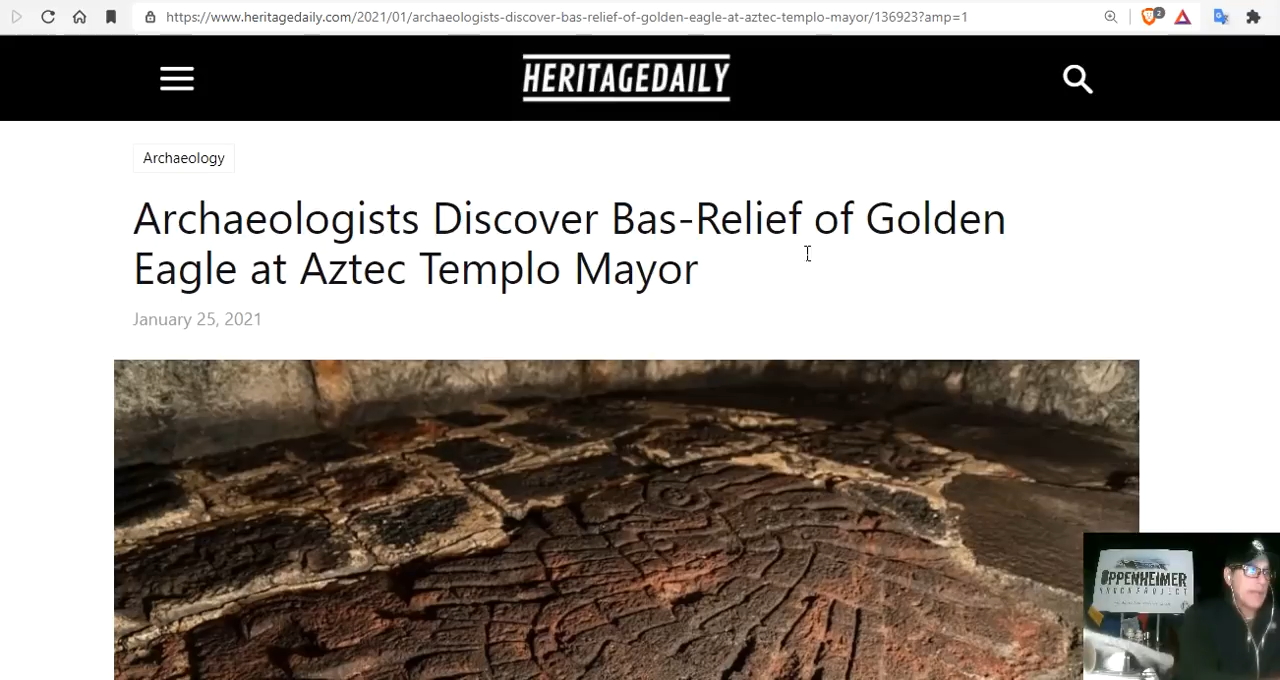 https://www.heritagedaily.com/2021/01/archaeologists-discover-bas-relief-of-golden-eagle-at-aztec-templo-mayor/136923?amp=1
2
HERITAGEDAILY
Archaeology
Archaeologists Discover Bas-Relief of Golden
Eagle at Aztec Templo Mayor
January 25, 2021
OPPENHEIMER